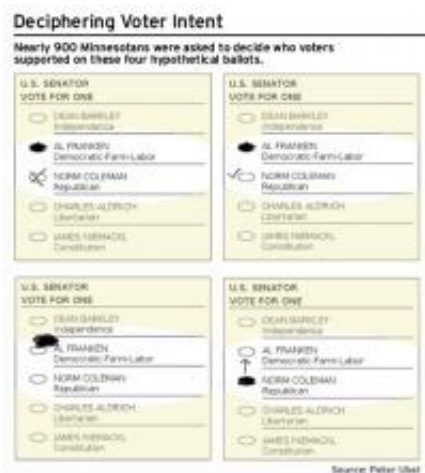 Deciphering Voter Intent
Nearly 900 Minnesotans were asked to decide who voters
supported on these four hypothetical ballots.
U.S. SENATOR
VOTE FOR ONE
DEAN BARKLEY
Independence
AL FRANKEN
Democratic-Farm-Labor
NORM COLEMAN
Republican
CHARLES ALDRICH
Libertarian
JAMES NIEMACKL
Constitution
U.S. SENATOR
VOTE FOR ONE
DEAN BARKLEY
Independence
AL FRANKEN
Democratic-Farm-Labor
NORM COLEMAN
Republican
CHARLES ALDRICH
Libertarian
JAMES NIEMACKL
Constitution
U.S. SENATOR
VOTE FOR ONE
DEAN BARKLEY
Independence
AL FRANKEN
Democratic-Farm-Labor
NORM COLEMAN
Republican
CHARLES ALDRICH
Libertarian
JAMES NIEMACKL
Constitution
U.S. SENATOR
VOTE FOR ONE
DEAN BARKLEY
Independence
AL FRANKEN
Democratic-Farm-Labor
NORM COLEMAN
Republican
CHARLES ALDRICH
Libertarian
JAMES NIEMACKL
Constitution
Source: Peter Ubel